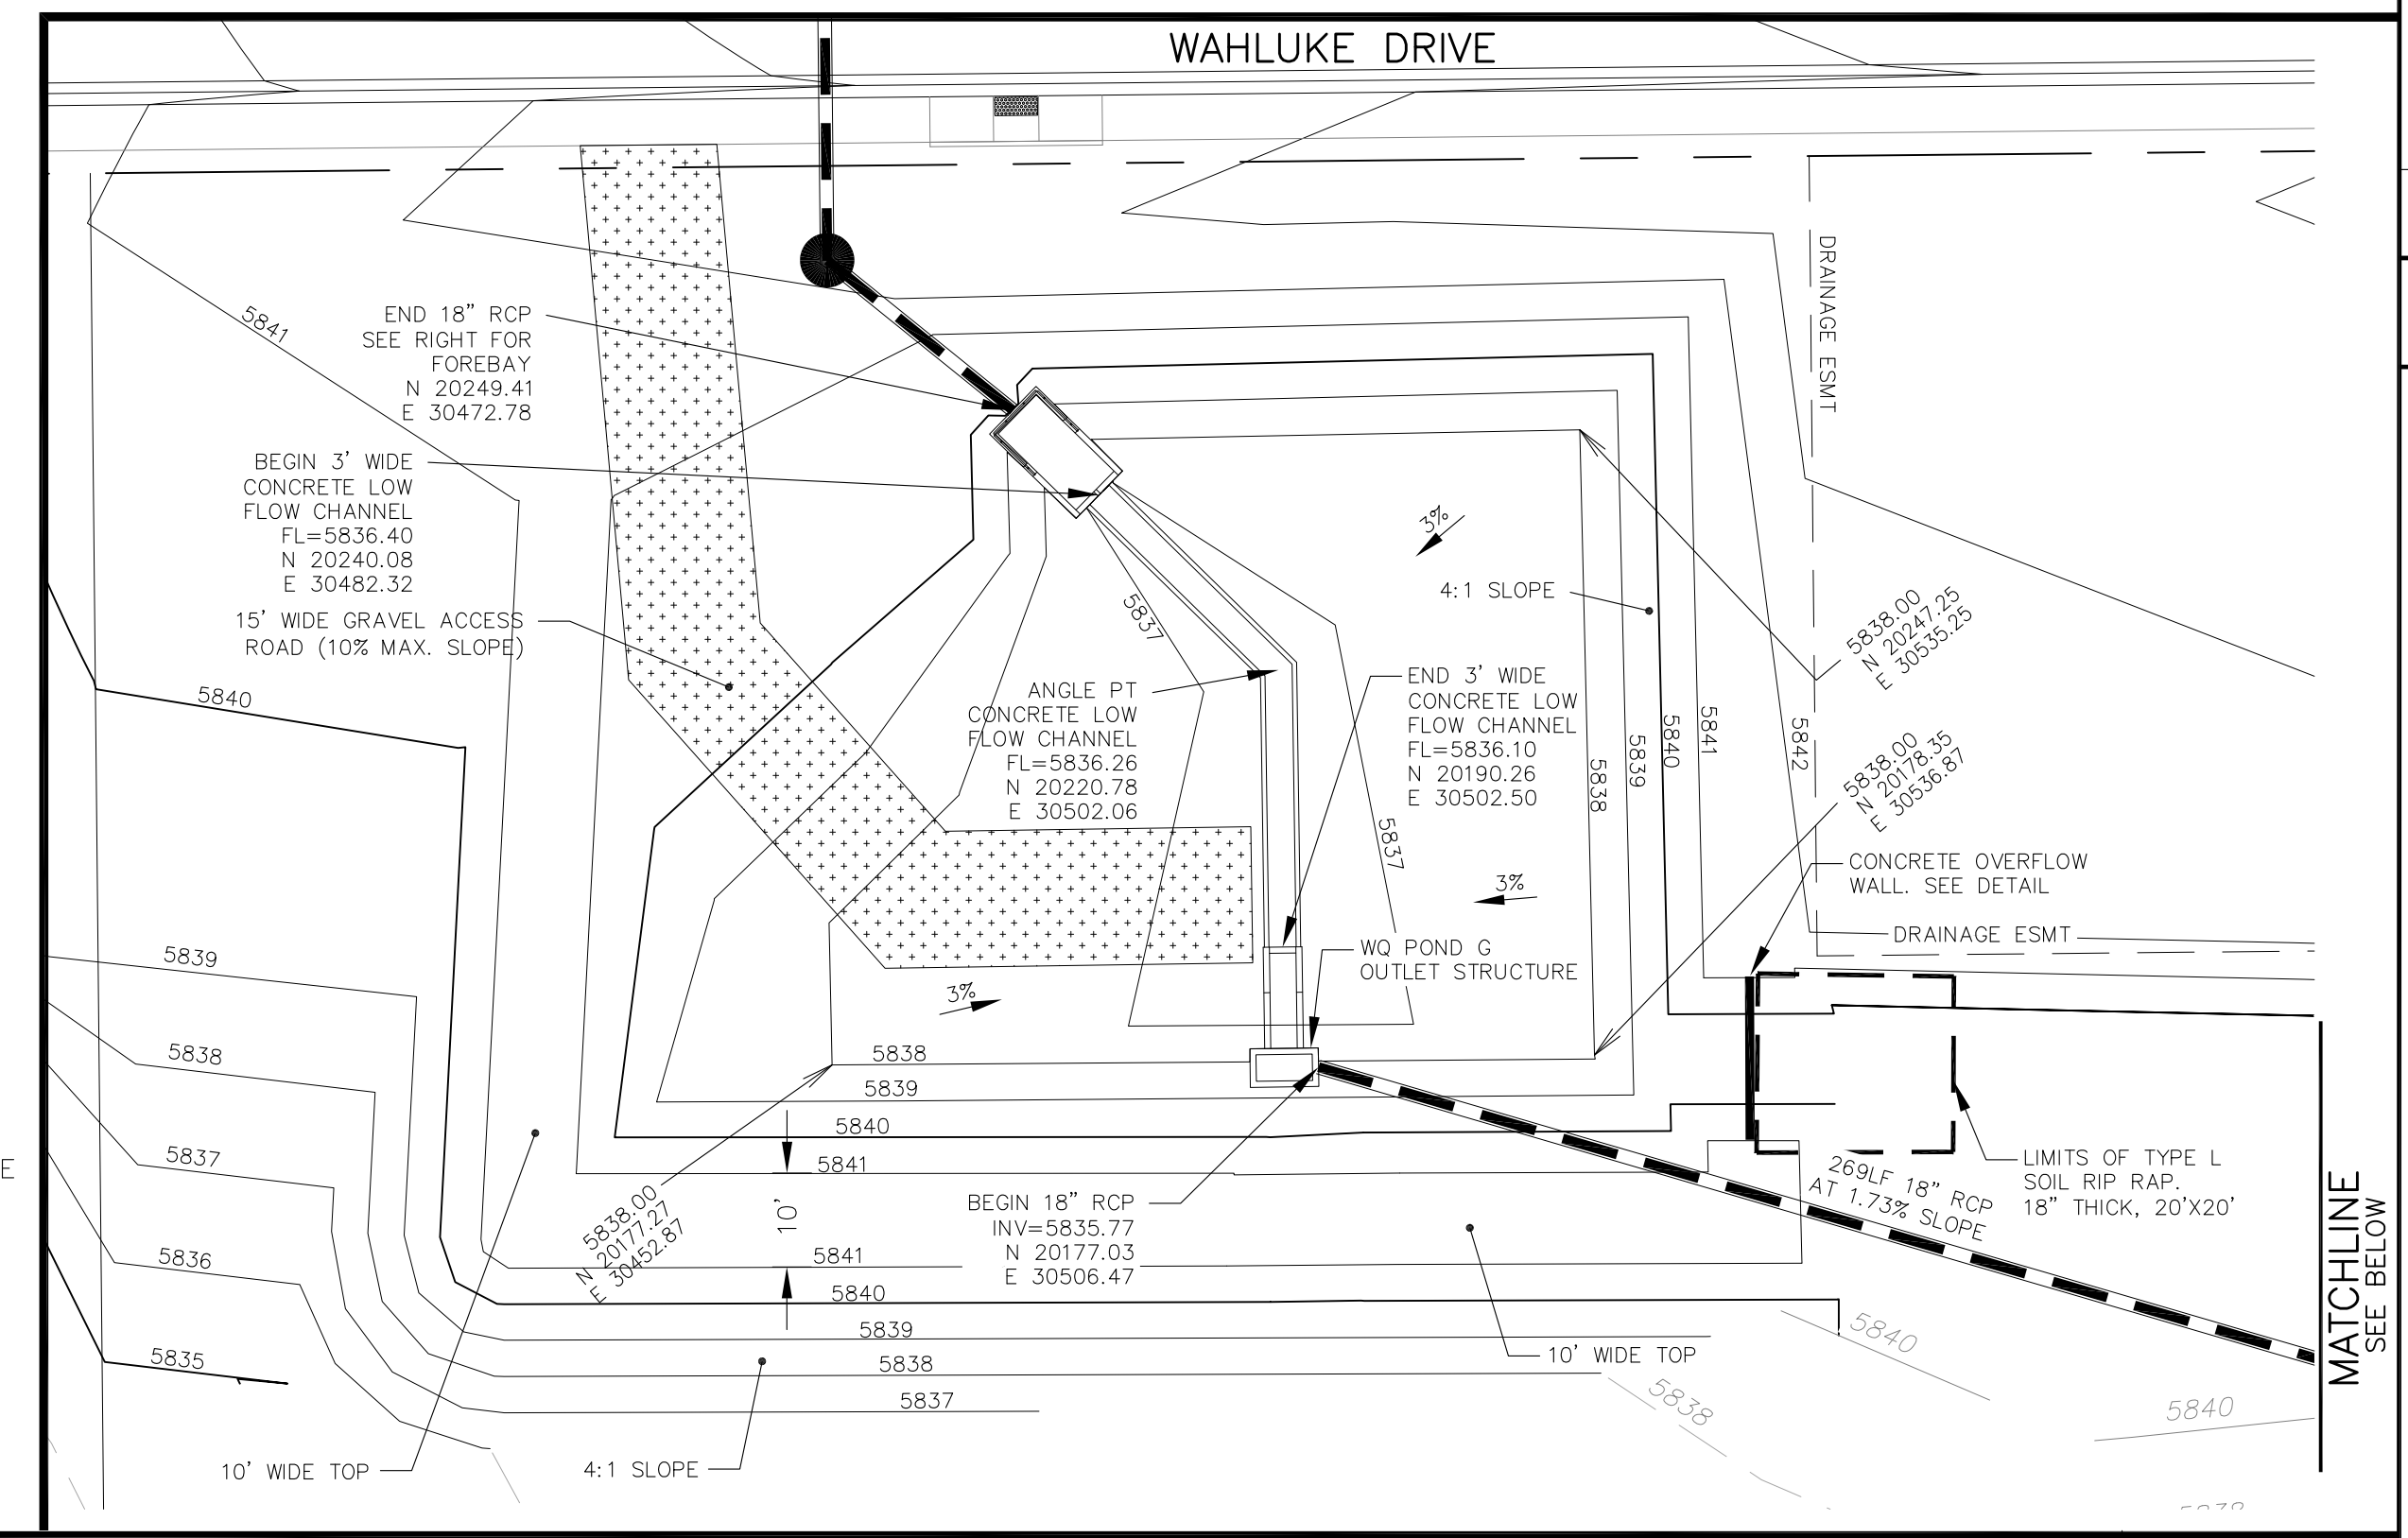 WAHLUKE DRIVE
DRAINAGE ESMT
END 18" RCP
SEE RIGHT FOR
FOREBAY
N 20249.41
E 30472.78
5841
BEGIN 3' WIDE
CONCRETE LOW
FLOW CHANNEL
FL=5836.40
N 20240.08
E 30482.32
15' WIDE GRAVEL ACCESS
ROAD (10% MAX. SLOPE)
3%
4:1 SLOPE
5837
5838.00
N 20247.25
E 30535.25
5840
ANGLE PT
CONCRETE LOW
FLOW CHANNEL
FL=5836.26
N 20220.78
E 30502.06
END 3' WIDE
CONCRETE LOW
FLOW CHANNEL
FL=5836.10
N 20190.26
E 30502.50
5838
5839
5840
5841
5842
5838.00
N 20178.35
E 30536.87
5837
CONCRETE OVERFLOW
WALL. SEE DETAIL
3%
DRAINAGE ESMT
WQ POND G
OUTLET STRUCTURE
5839
3%
5838
5838
5839
5840
5841
5837
10'
5838.00
N 20177.27
E 30452.87
BEGIN 18" RCP
INV=5835.77
N 20177.03
E 30506.47
269LF 18" RCP
AT 1.73% SLOPE
LIMITS OF TYPE L
SOIL RIP RAP.
18" THICK, 20'X20'
E
5836
5841
5840
5839
5838
5837
5835
10' WIDE TOP
4:1 SLOPE
10' WIDE TOP
5840
5838
5840
MATCHLINE
SEE BELOW